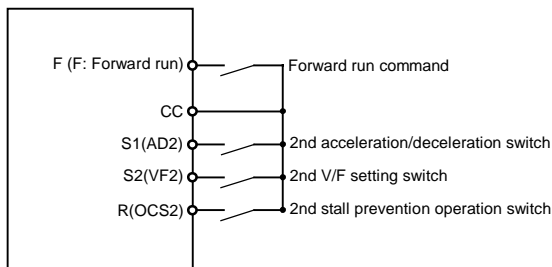 F (F: Forward run) Forward run command
CC
S1(AD2) 2nd acceleration/deceleration switch
S2(VF2) 2nd V/F setting switch
R(OCS2) 2nd stall prevention operation switch